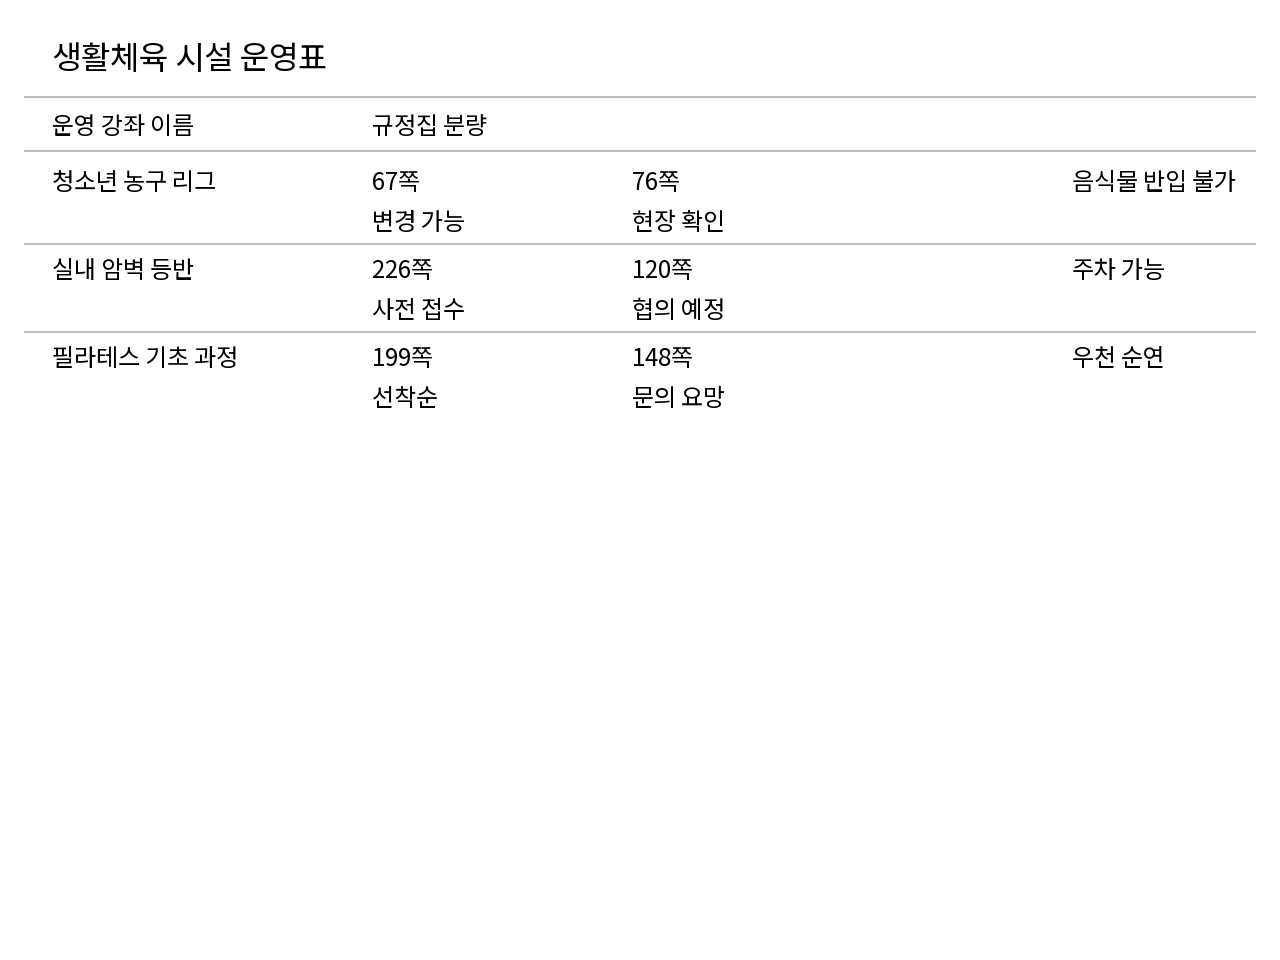 생활체육 시설 운영표
운영 강좌 이름 규정집 분량
청소년 농구 리그 67쪽 76쪽 음식물 반입 불가
변경 가능 현장 확인
실내 암벽 등반 226쪽 120쪽 주차 가능
사전 접수 협의 예정
필라테스 기초 과정 199쪽 148쪽 우천 순연
선착순 문의 요망